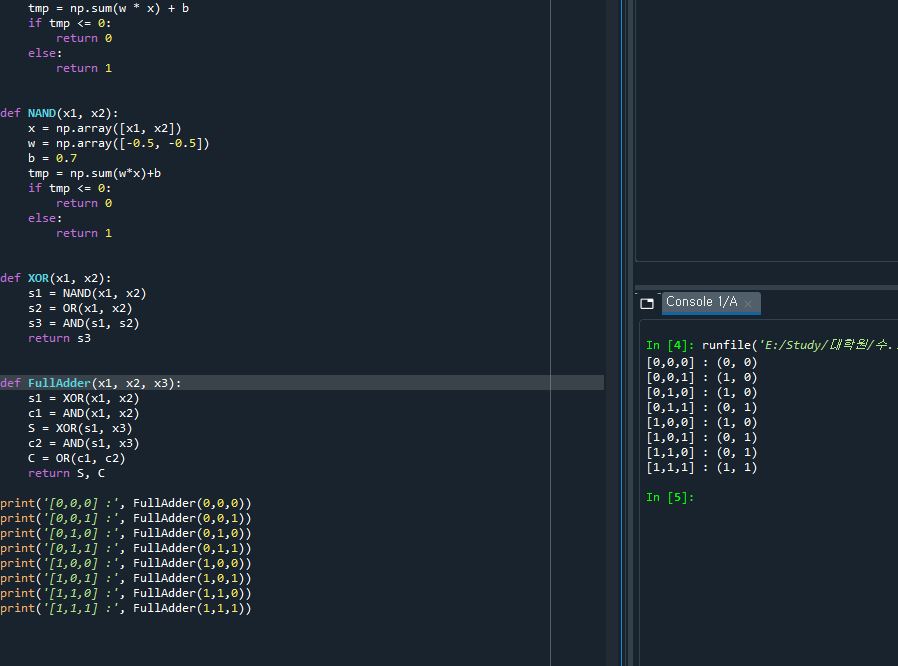 tmp = np.sum(w * x) + b
    if tmp <= 0:
        return 0
    else:
        return 1
def NAND(x1, x2):
    x = np.array([x1, x2])
    w = np.array([-0.5, -0.5])
    b = 0.7
    tmp = np.sum(w*x)+b
    if tmp <= 0:
        return 0
    else:
        return 1
def XOR(x1, x2):
    s1 = NAND(x1, x2)
    s2 = OR(x1, x2)
    s3 = AND(s1, s2)
    return s3
def FullAdder(x1, x2, x3):
    s1 = XOR(x1, x2)
    c1 = AND(x1, x2)
    S = XOR(s1, x3)
    c2 = AND(s1, x3)
    C = OR(c1, c2)
    return S, C
print('[0,0,0] :', FullAdder(0,0,0))
print('[0,0,1] :', FullAdder(0,0,1))
print('[0,1,0] :', FullAdder(0,1,0))
print('[0,1,1] :', FullAdder(0,1,1))
print('[1,0,0] :', FullAdder(1,0,0))
print('[1,0,1] :', FullAdder(1,0,1))
print('[1,1,0] :', FullAdder(1,1,0))
print('[1,1,1] :', FullAdder(1,1,1))
Console 1/A
In [4]: runfile('E:/Study/대학원/수..
[0,0,0] : (0, 0)
[0,0,1] : (1, 0)
[0,1,0] : (1, 0)
[0,1,1] : (0, 1)
[1,0,0] : (1, 0)
[1,0,1] : (0, 1)
[1,1,0] : (0, 1)
[1,1,1] : (1, 1)
In [5]: